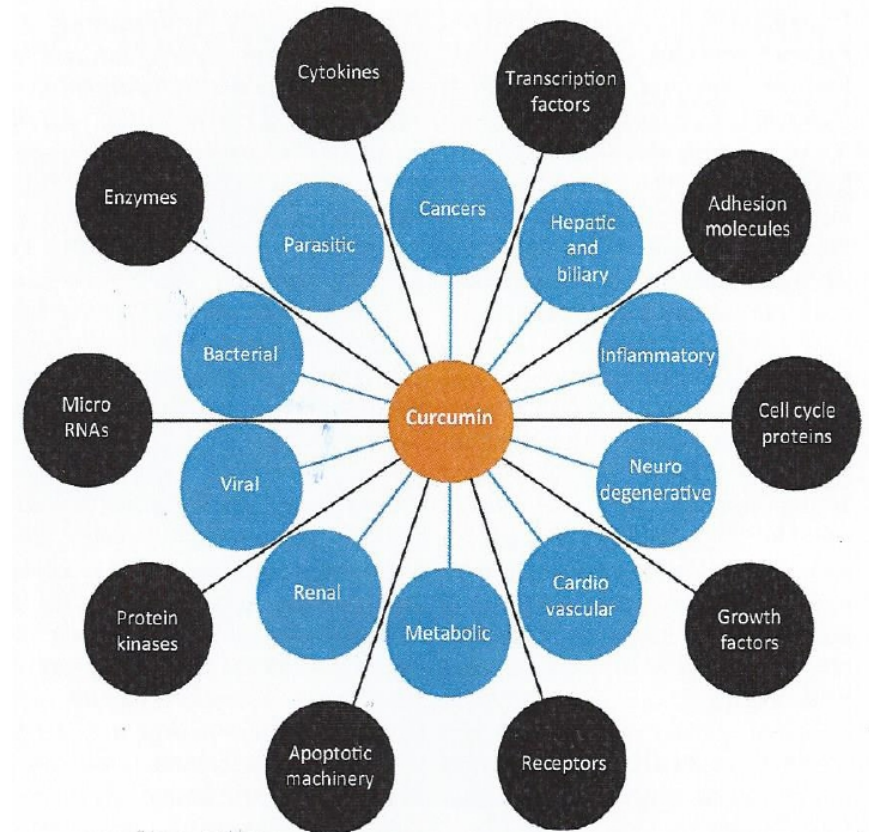 Cytokines
Transcription
factors
Enzymes
Cancers
Adhesion
molecules
Parasitic
Hepatic
and
biliary
Bacterial
Inflammatory
Micro
RNAs
Curcumin
Cell cycle
proteins
Viral
Neuro
degenerative
Renal
Cardio
vascular
Protein
kinases
Metabolic
Growth
factors
Apoptotic
machinery
Receptors